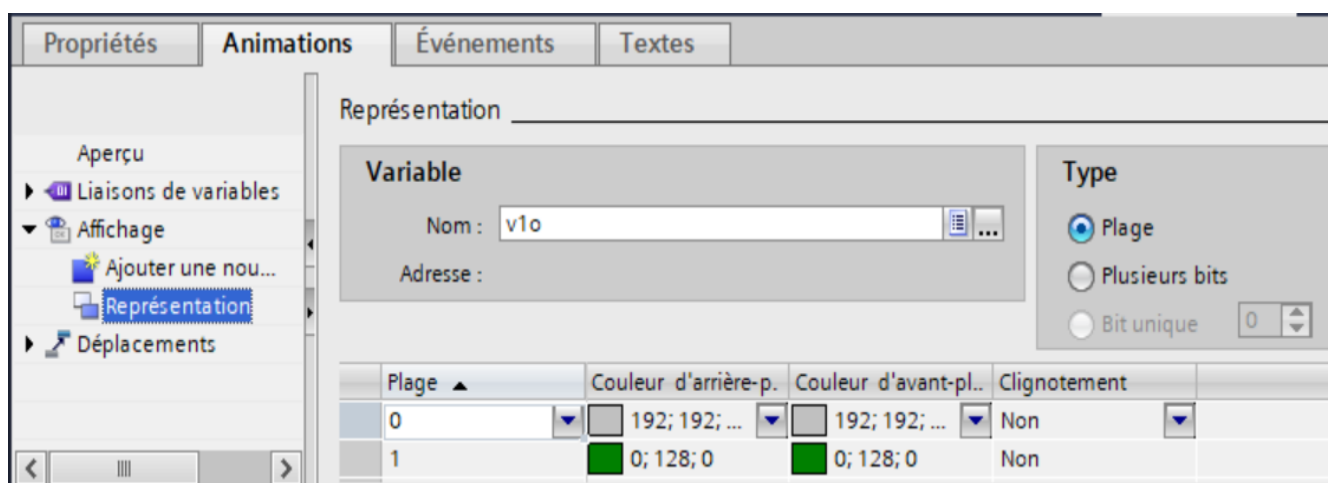 Propriétés Animations Événements Textes
Représentation
Aperçu
Liaisons de variables
Affichage
Ajouter une nou...
Représentation
Déplacements
Variable
Nom : v1o ...
Adresse :
Type
Plage
Plusieurs bits
Bit unique 0
Plage Couleur d'arrière-p. Couleur d'avant-pl.. Clignotement
0 192; 192; ... 192; 192; ... Non
1 0; 128; 0 0; 128; 0 Non